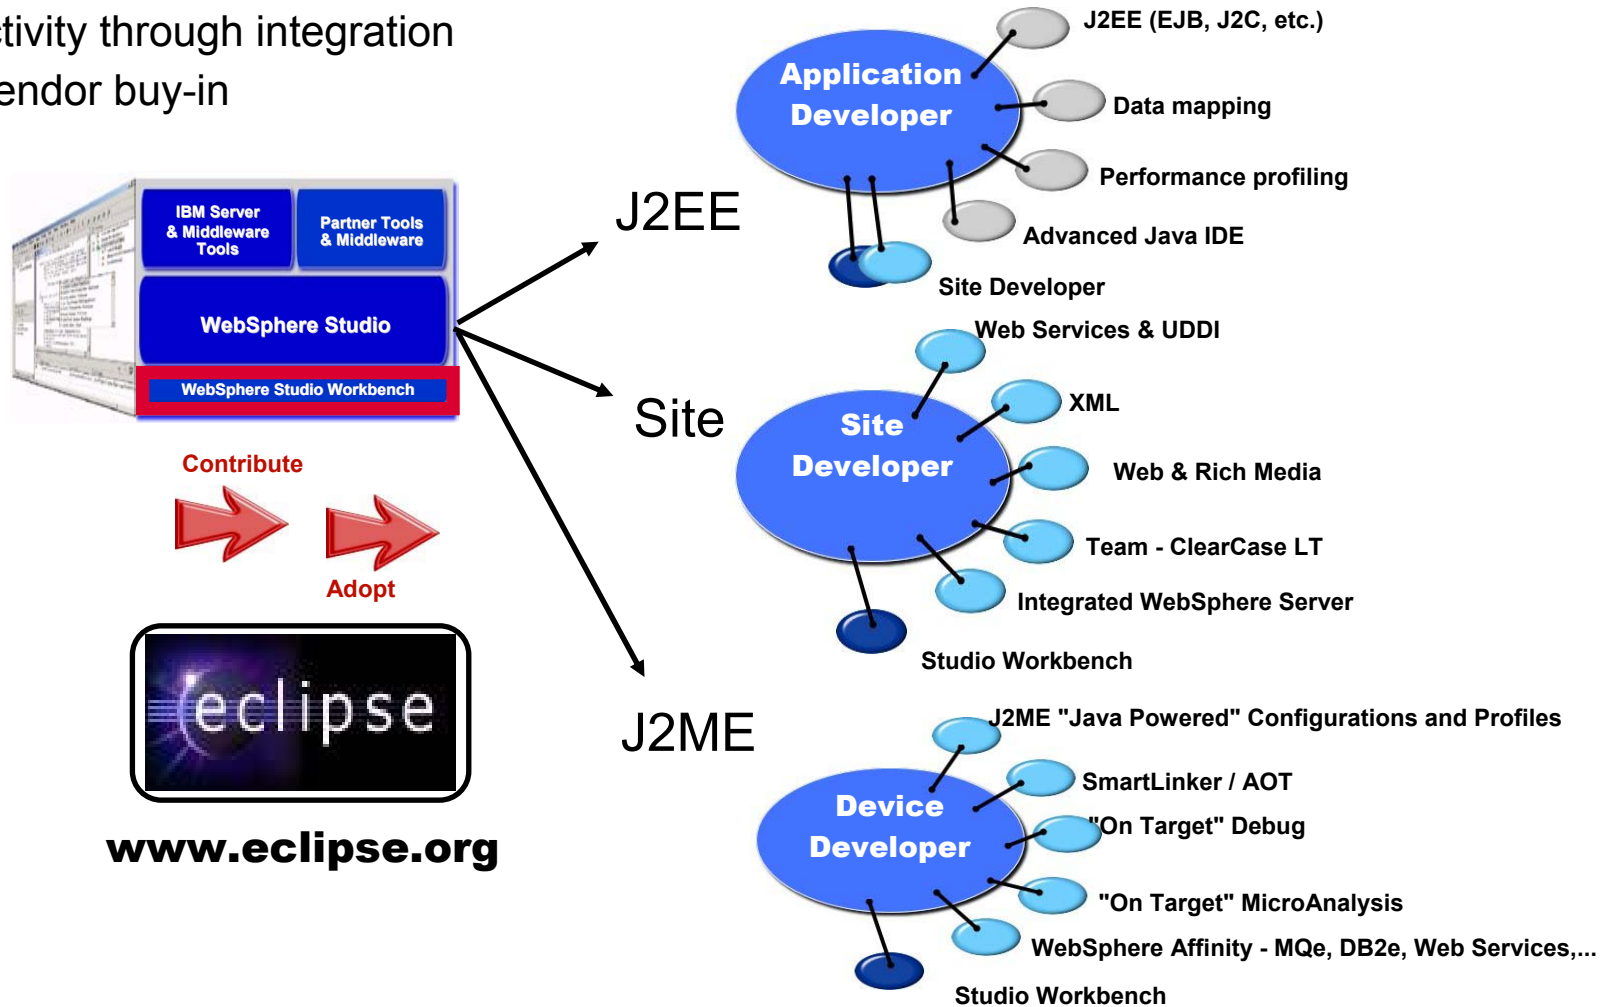 ctivity through integration
endor buy-in
IBM Server
& Middleware
Tools
Partner Tools
& Middleware
WebSphere Studio
WebSphere Studio Workbench
Contribute
Adopt
eclipse
www.eclipse.org
J2EE
Application
Developer
J2EE (EJB, J2C, etc.)
Data mapping
Performance profiling
Advanced Java IDE
Site Developer
Site
Site
Developer
Web Services & UDDI
XML
Web & Rich Media
Team - ClearCase LT
Integrated WebSphere Server
Studio Workbench
J2ME
Device
Developer
J2ME "Java Powered" Configurations and Profiles
SmartLinker / AOT
"On Target" Debug
"On Target" MicroAnalysis
WebSphere Affinity - MQe, DB2e, Web Services,...
Studio Workbench